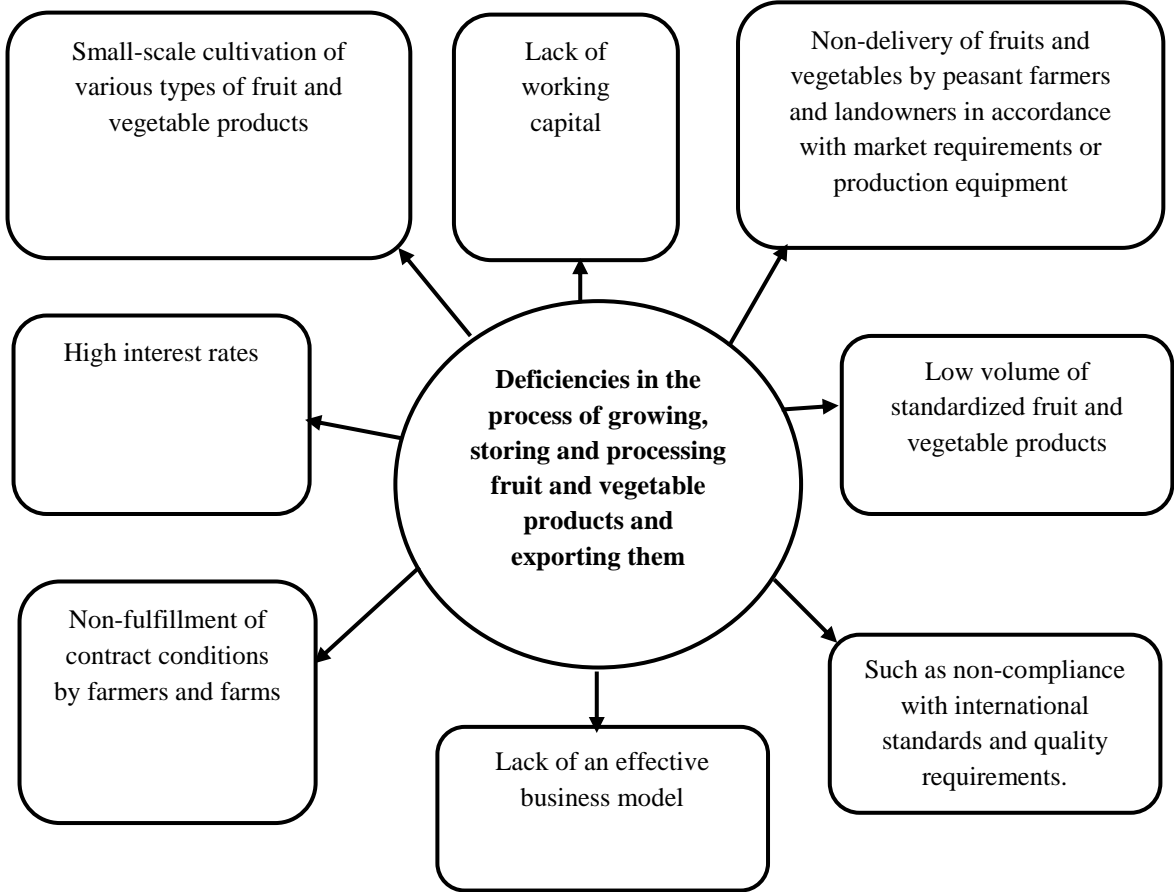 Small-scale cultivation of
various types of fruit and
vegetable products
Lack of
working
capital
Non-delivery of fruits and
vegetables by peasant farmers
and landowners in accordance
with market requirements or
production equipment
High interest rates
Deficiencies in the
process of growing,
storing and processing
fruit and vegetable
products and
exporting them
Low volume of
standardized fruit and
vegetable products
Non-fulfillment of
contract conditions
by farmers and farms
Lack of an effective
business model
Such as non-compliance
with international
standards and quality
requirements.